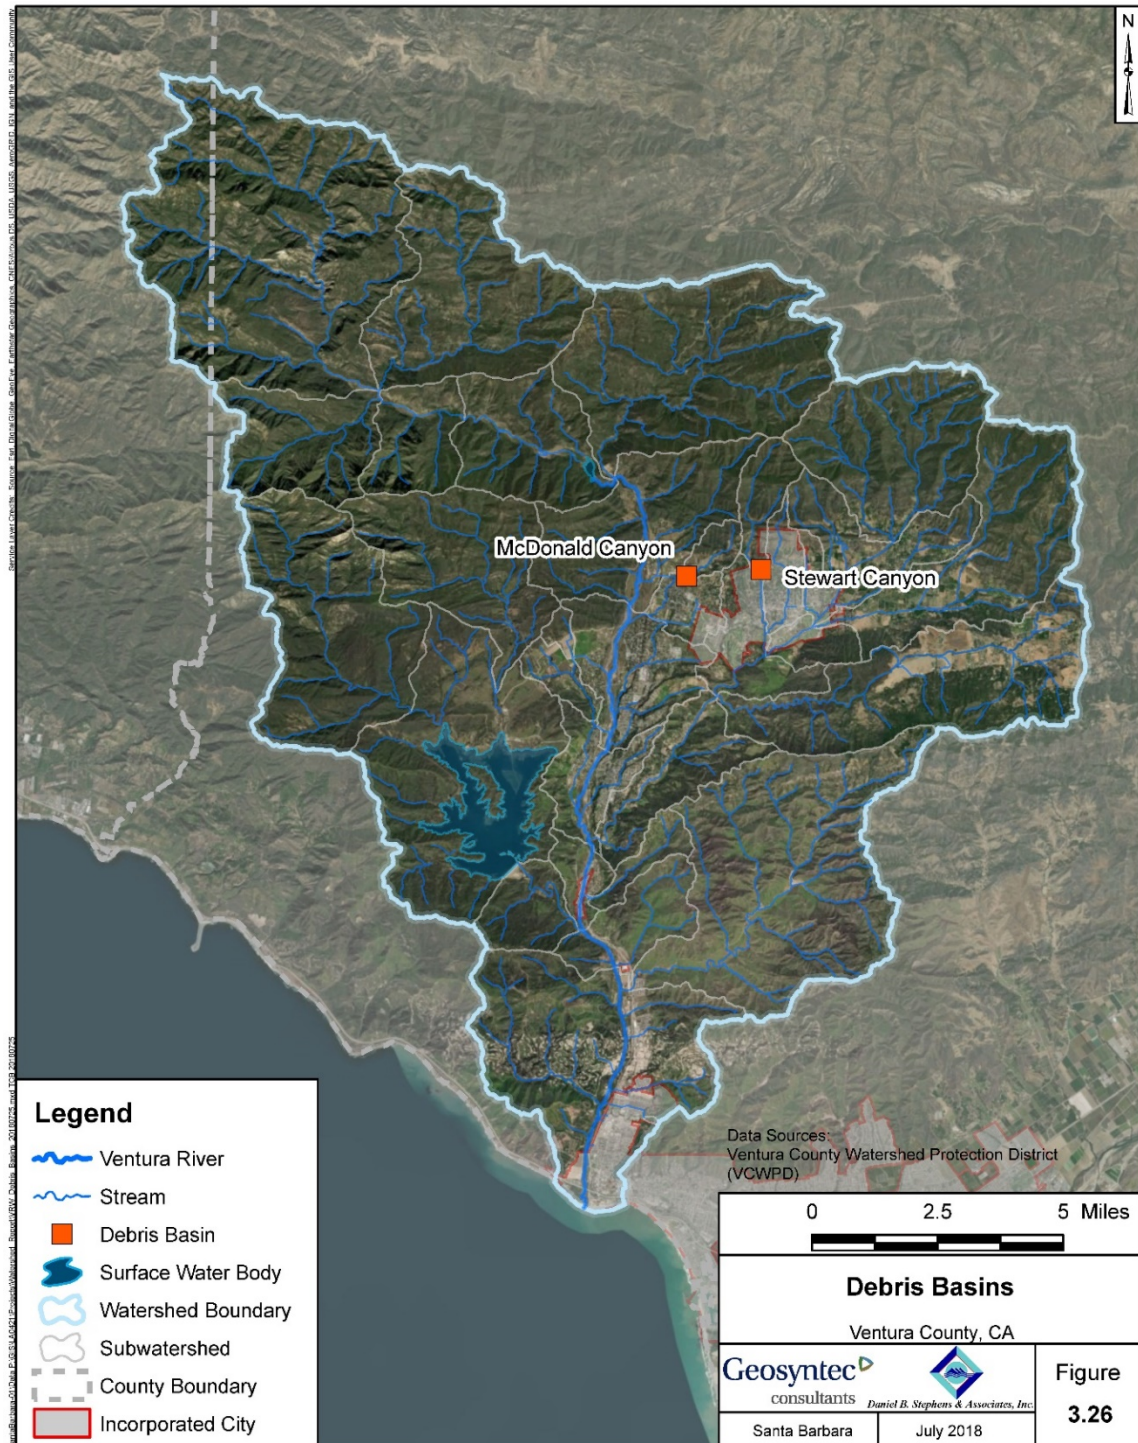 N
McDonald Canyon
Stewart Canyon
Data Sources:
Ventura County Watershed Protection District
(VCWPD)
Legend
Ventura River
Stream
Debris Basin
Surface Water Body
Watershed Boundary
Subwatershed
County Boundary
Incorporated City
0 2.5 5 Miles
Debris Basins
Ventura County, CA
Geosyntec
consultants
Daniel B. Stephens & Associates, Inc.
Figure
3.26
Santa Barbara
July 2018